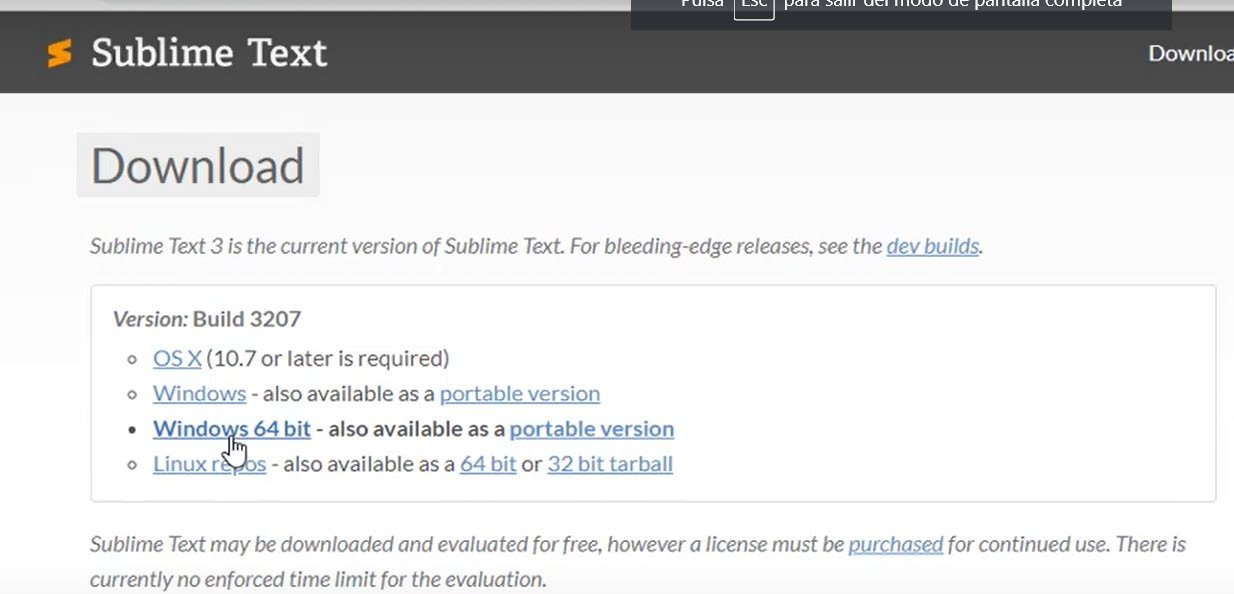 Pulsa Esc para salir del modo de pantalla completa
Sublime Text
Download
Sublime Text 3 is the current version of Sublime Text. For bleeding-edge releases, see the dev builds.
Version: Build 3207
OS X (10.7 or later is required)
Windows - also available as a portable version
Windows 64 bit - also available as a portable version
Linux repos - also available as a 64 bit or 32 bit tarball
Sublime Text may be downloaded and evaluated for free, however a license must be purchased for continued use. There is
currently no enforced time limit for the evaluation.